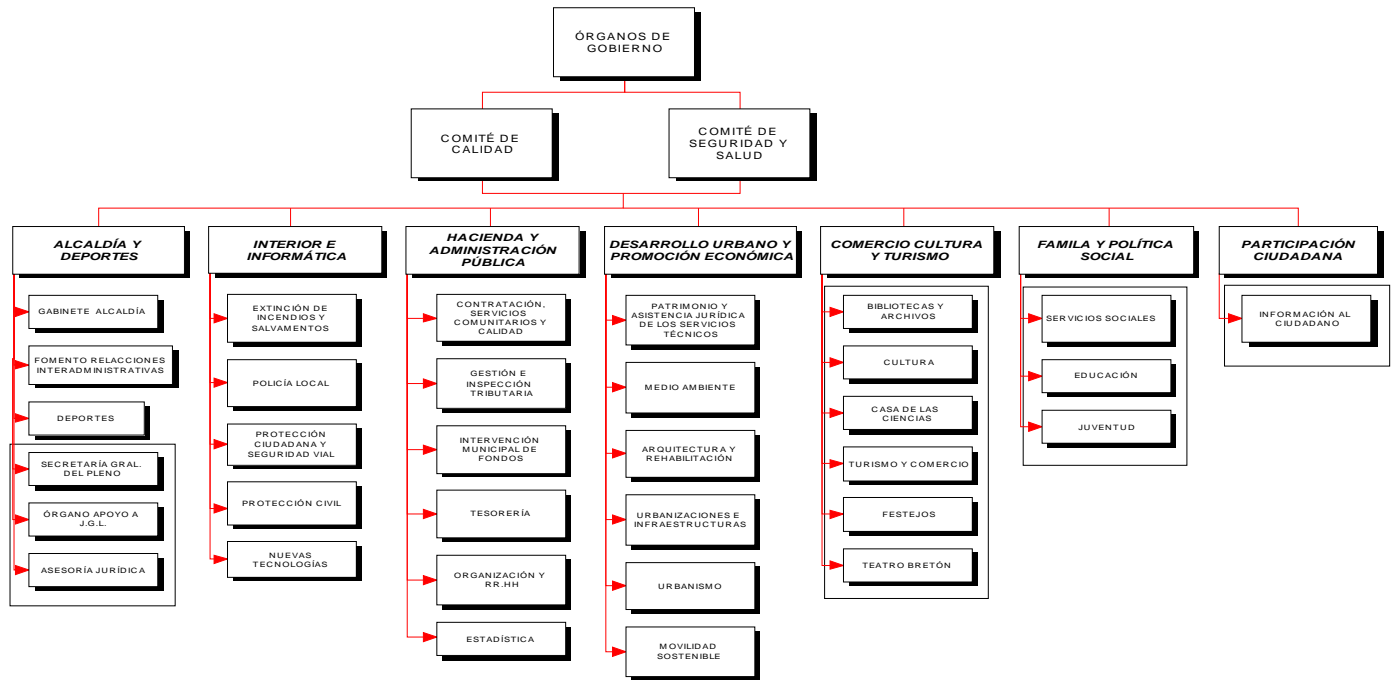 ÓRGANOS DE
GOBIERNO
COMITÉ DE
CALIDAD
COMITÉ DE
SEGURIDAD Y
SALUD
ALCALDÍA Y
DEPORTES
GABINETE ALCALDÍA
FOMENTO RELACCIONES
INTERADMINISTRATIVAS
DEPORTES
SECRETARÍA GRAL.
DEL PLENO
ÓRGANO APOYO A
J.G.L.
ASESORÍA JURÍDICA
INTERIOR E
INFORMÁTICA
EXTINCIÓN DE
INCENDIOS Y
SALVAMENTOS
POLICÍA LOCAL
PROTECCIÓN
CIUDADANA Y
SEGURIDAD VIAL
PROTECCIÓN CIVIL
NUEVAS
TECNOLOGÍAS
HACIENDA Y
ADMINISTRACIÓN
PÚBLICA
CONTRATACIÓN,
SERVICIOS
COMUNITARIOS Y
CALIDAD
GESTIÓN E
INSPECCIÓN
TRIBUTARIA
INTERVENCIÓN
MUNICIPAL DE
FONDOS
TESORERÍA
ORGANIZACIÓN Y
RR.HH
ESTADÍSTICA
DESARROLLO URBANO Y
PROMOCIÓN ECONÓMICA
PATRIMONIO Y
ASISTENCIA JURÍDICA
DE LOS SERVICIOS
TÉCNICOS
MEDIO AMBIENTE
ARQUITECTURA Y
REHABILITACIÓN
URBANIZACIONES E
INFRAESTRUCTURAS
URBANISMO
MOVILIDAD
SOSTENIBLE
COMERCIO CULTURA
Y TURISMO
BIBLIOTECAS Y
ARCHIVOS
CULTURA
CASA DE LAS
CIENCIAS
TURISMO Y COMERCIO
FESTEJOS
TEATRO BRETÓN
FAMILA Y POLÍTICA
SOCIAL
SERVICIOS SOCIALES
EDUCACIÓN
JUVENTUD
PARTICIPACIÓN
CIUDADANA
INFORMACIÓN AL
CIUDADANO